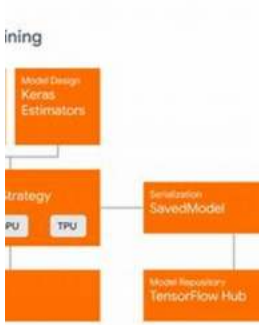 ining
Model Design
Keras
Estimators
Strategy
PU
TPU
Serialization
SavedModel
Model Repository
TensorFlow Hub